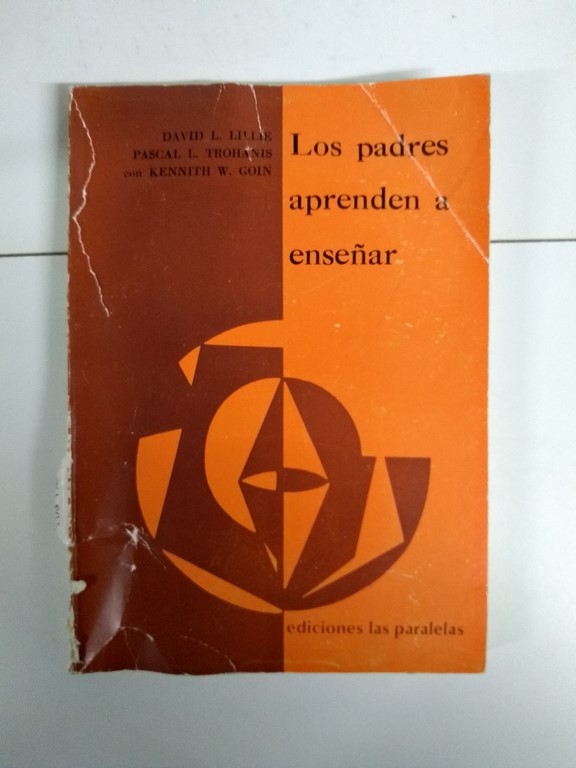 DAVID L. LILLIE
PASCAL L. TROHANIS
con KENNITH W. GOIN
Los padres
aprenden a
enseñar
ediciones las paralelas